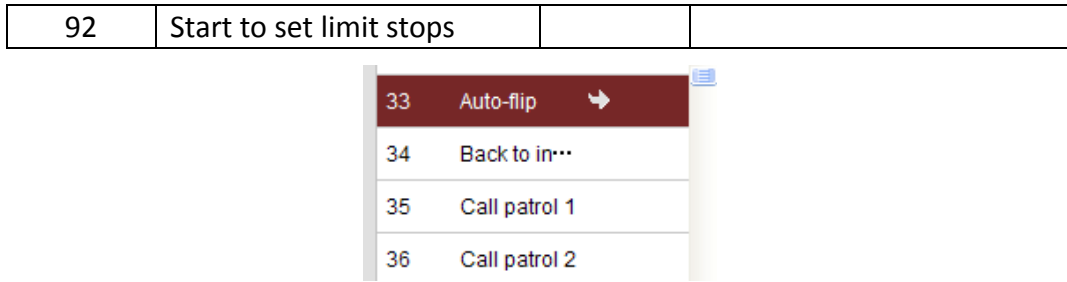 92 Start to set limit stops
33 Auto-flip
34 Back to in···
35 Call patrol 1
36 Call patrol 2